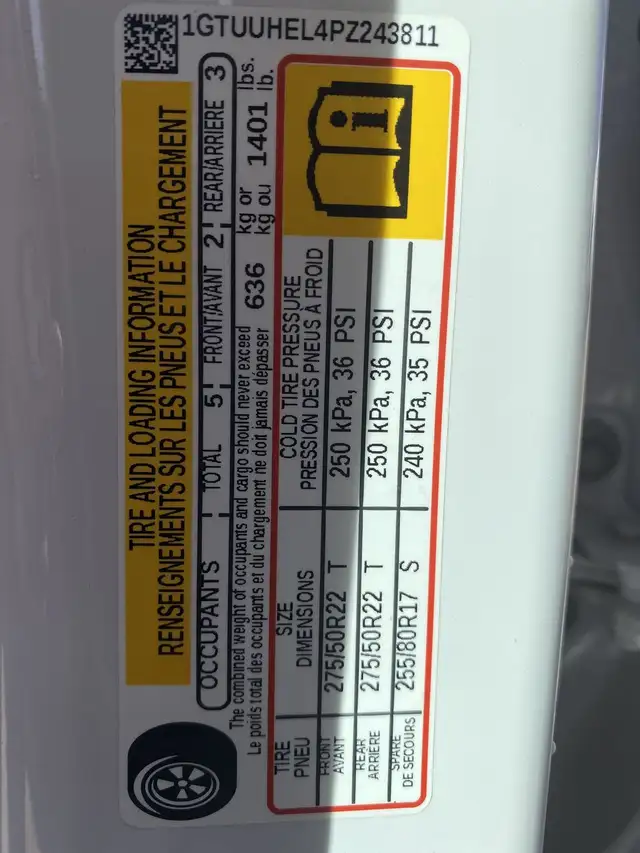 1GTUUHEL4PZ243811
TIRE AND LOADING INFORMATION
RENSEIGNEMENTS SUR LES PNEUS ET LE CHARGEMENT
OCCUPANTS TOTAL 5 FRONT/AVANT 2 REAR/ARRIÈRE 3
The combined weight of occupants and cargo should never exceed 636 kg or 1401 lbs.
Le poids total des occupants et du chargement ne doit jamais dépasser kg ou lb.
TIRE SIZE COLD TIRE PRESSURE
PNEU DIMENSIONS PRESSION DES PNEUS À FROID
FRONT
AVANT 275/50R22 T 250 kPa, 36 PSI
REAR
ARRIÈRE 275/50R22 T 250 kPa, 36 PSI
SPARE
DE SECOURS 255/80R17 S 240 kPa, 35 PSI